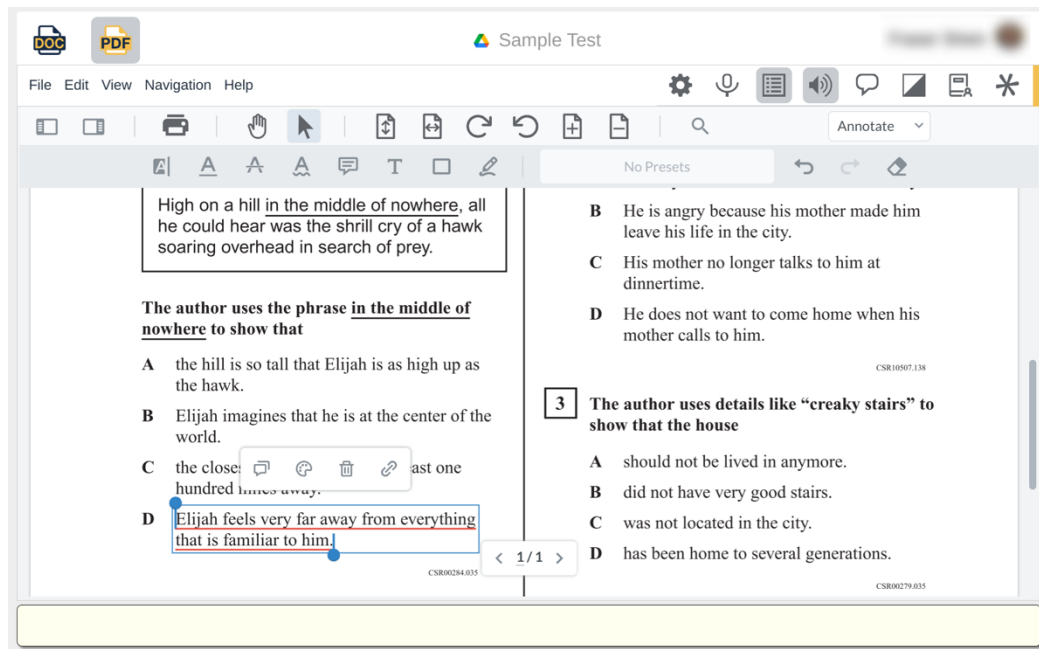 DOC
PDF
Sample Test
File Edit View Navigation Help
Annotate
No Presets
High on a hill in the middle of nowhere, all
he could hear was the shrill cry of a hawk
soaring overhead in search of prey.
The author uses the phrase in the middle of
nowhere to show that
A the hill is so tall that Elijah is as high up as
the hawk.
B Elijah imagines that he is at the center of the
world.
C the closes ast one
hundred miles away.
D Elijah feels very far away from everything
that is familiar to him.
CSR00284.035
1/1
B He is angry because his mother made him
leave his life in the city.
C His mother no longer talks to him at
dinnertime.
D He does not want to come home when his
mother calls to him.
CSR10507.138
3 The author uses details like “creaky stairs” to
show that the house
A should not be lived in anymore.
B did not have very good stairs.
C was not located in the city.
D has been home to several generations.
CSR00279.035